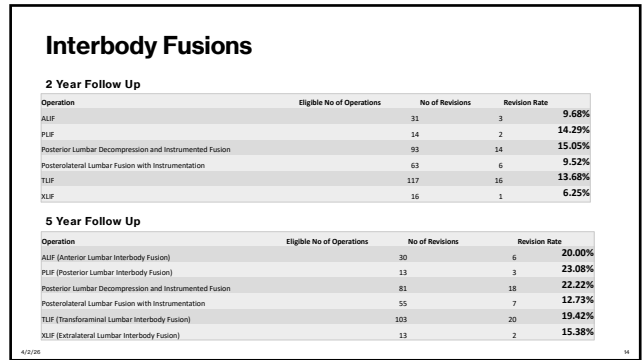 Interbody Fusions
2 Year Follow Up
Operation Eligible No of Operations No of Revisions Revision Rate
ALIF 31 3 9.68%
PLIF 14 2 14.29%
Posterior Lumbar Decompression and Instrumented Fusion 93 14 15.05%
Posterolateral Lumbar Fusion with Instrumentation 63 6 9.52%
TLIF 117 16 13.68%
XLIF 16 1 6.25%
5 Year Follow Up
Operation Eligible No of Operations No of Revisions Revision Rate
ALIF (Anterior Lumbar Interbody Fusion) 30 6 20.00%
PLIF (Posterior Lumbar Interbody Fusion) 13 3 23.08%
Posterior Lumbar Decompression and Instrumented Fusion 81 18 22.22%
Posterolateral Lumbar Fusion with Instrumentation 55 7 12.73%
TLIF (Transforaminal Lumbar Interbody Fusion) 103 20 19.42%
XLIF (Extralateral Lumbar Interbody Fusion) 13 2 15.38%
4/2/26 14